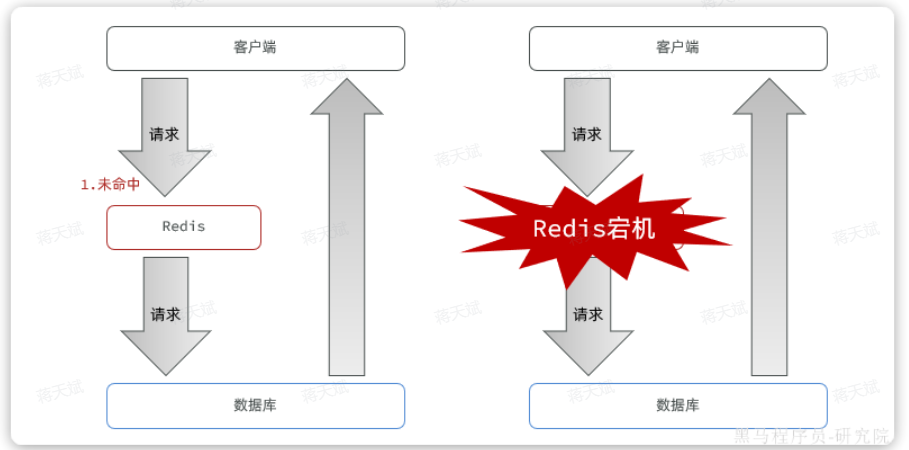 客户端
请求
1.未命中
Redis
请求
数据库
客户端
请求
Redis宕机
请求
数据库
黑马程序员-研究院
蒋天斌